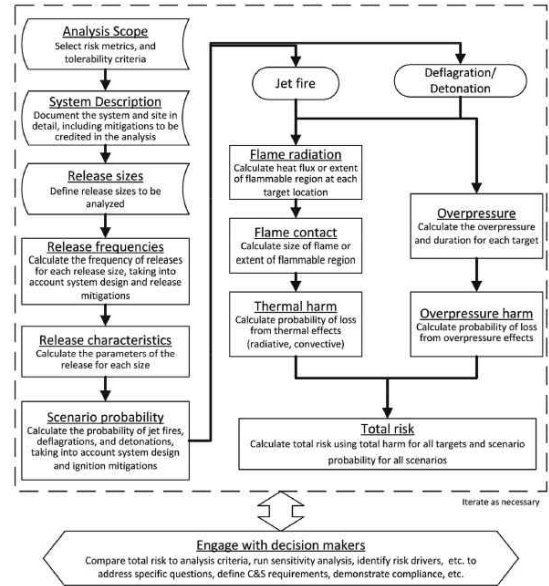 Analysis Scope
Select risk metrics, and
tolerability criteria
System Description
Document the system and site in
detail, including mitigations to be
credited in the analysis
Release sizes
Define release sizes to be
analyzed
Release frequencies
Calculate the frequency of releases
for each release size, taking into
account system design and release
mitigations
Release characteristics
Calculate the parameters of the
release for each size
Scenario probability
Calculate the probability of jet fires,
deflagrations, and detonations,
taking into account system design
and ignition mitigations
Jet fire
Deflagration/
Detonation
Flame radiation
Calculate heat flux or extent
of flammable region at each
target location
Flame contact
Calculate size of flame or
extent of flammable region
Thermal harm
Calculate probability of loss
from thermal effects
(radiative, convective)
Overpressure
Calculate the overpressure
and duration for each target
Overpressure harm
Calculate probability of loss
from overpressure effects
Total risk
Calculate total risk using total harm for all targets and scenario
probability for all scenarios
Iterate as necessary
Engage with decision makers
Compare total risk to analysis criteria, run sensitivity analysis, identify risk drivers, etc. to
address specific questions, define C&S requirements, demonstrate compliance, etc.